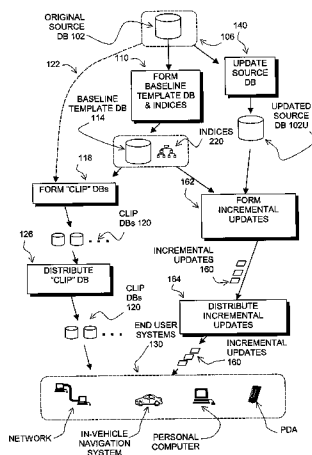 ORIGINAL
SOURCE
DB 102
140
122
110
106
FORM
BASELINE
TEMPLATE DB
& INDICES
UPDATE
SOURCE
DB
BASELINE
TEMPLATE DB
114
INDICES
220
UPDATED
SOURCE
DB 102U
118
FORM "CLIP" DBs
162
FORM
INCREMENTAL
UPDATES
CLIP
DBs 120
126
INCREMENTAL
UPDATES
160
DISTRIBUTE
"CLIP" DB
164
DISTRIBUTE
INCREMENTAL
UPDATES
CLIP
DBs
120
END USER
SYSTEMS
130
INCREMENTAL
UPDATES
160
NETWORK
IN-VEHICLE
NAVIGATION
SYSTEM
PERSONAL
COMPUTER
PDA